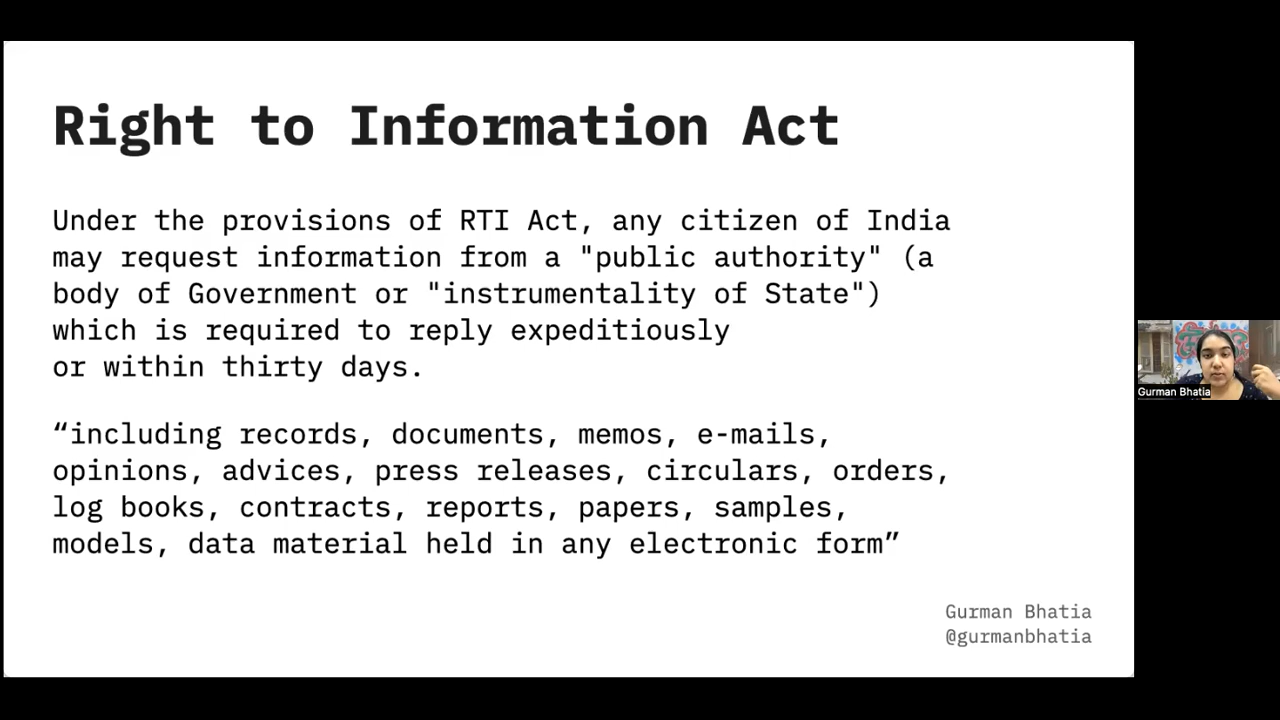 Right to Information Act
Under the provisions of RTI Act, any citizen of India
may request information from a "public authority" (a
body of Government or "instrumentality of State")
which is required to reply expeditiously
or within thirty days.
“including records, documents, memos, e-mails,
opinions, advices, press releases, circulars, orders,
log books, contracts, reports, papers, samples,
models, data material held in any electronic form”
Gurman Bhatia
@gurmanbhatia
Gurman Bhatia